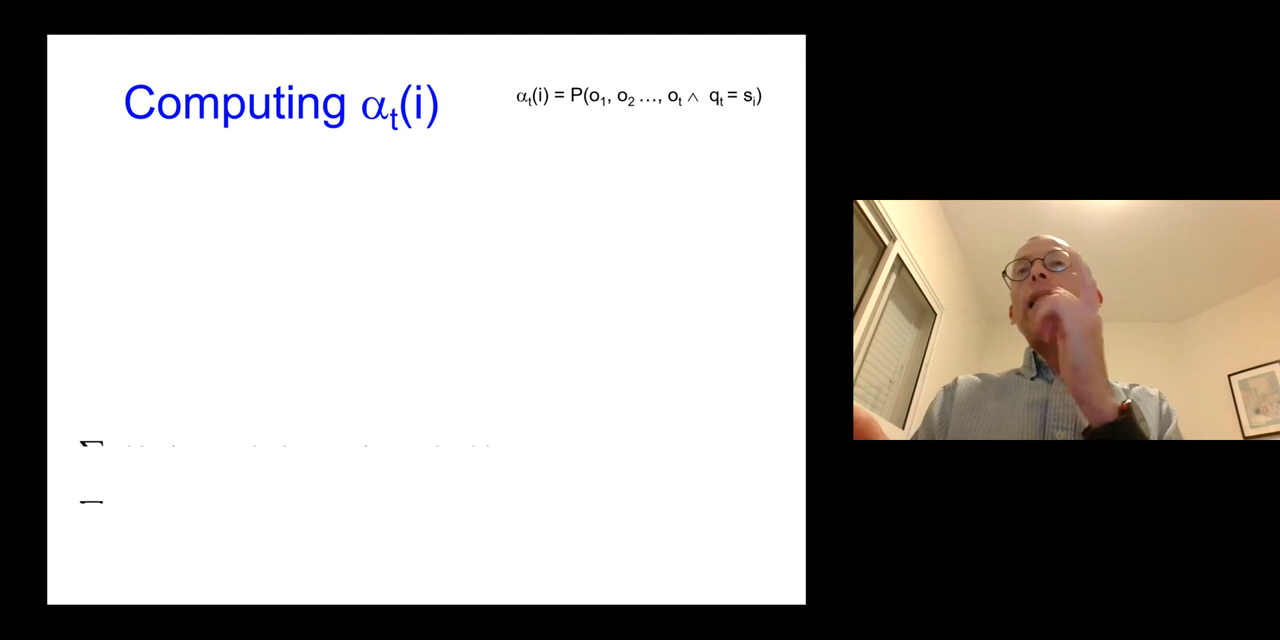 Computing αₜ(i)
αₜ(i) = P(o₁, o₂ …, oₜ ∧ qₜ = sᵢ)